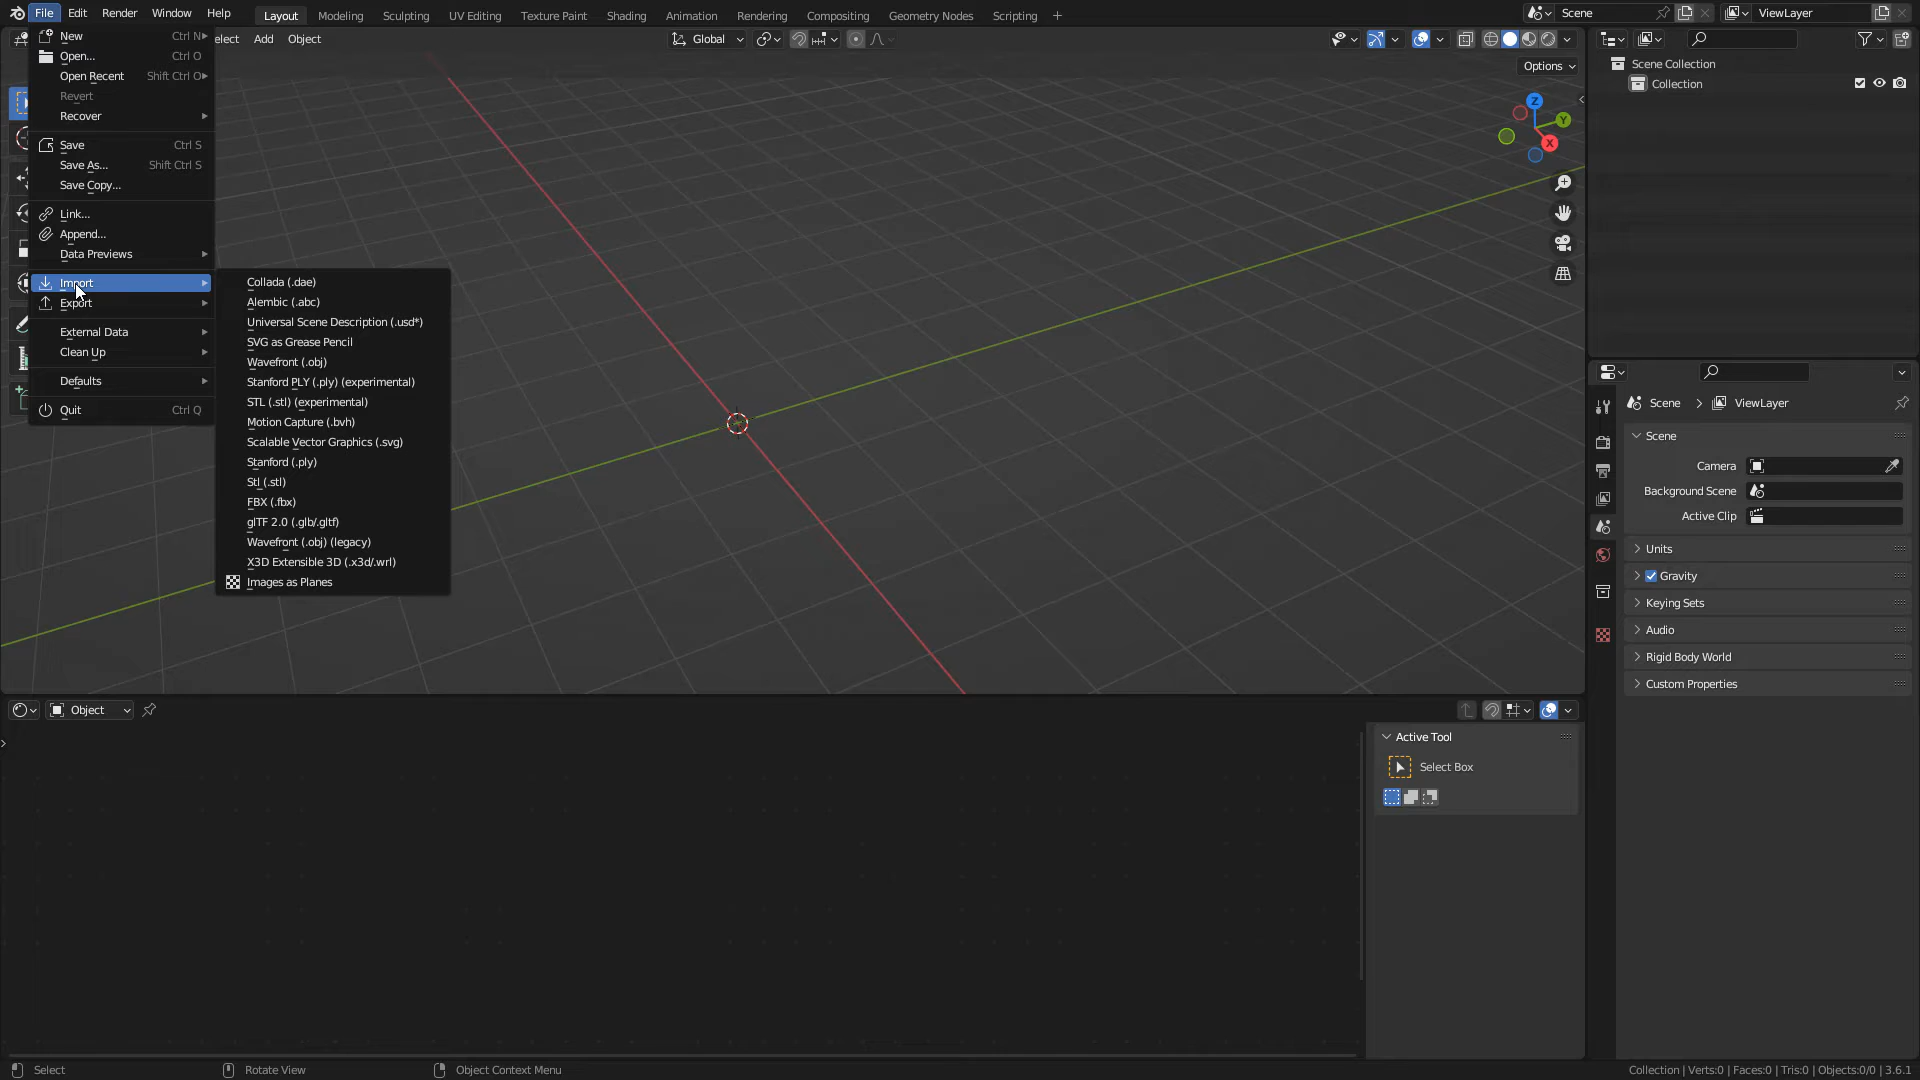 File Edit Render Window Help Layout Modeling Sculpting UV Editing Texture Paint Shading Animation Rendering Compositing Geometry Nodes Scripting + Scene ViewLayer
elect Add Object Global
Options
New Ctrl N
Open... Ctrl O
Open Recent Shift Ctrl O
Revert
Recover
Save Ctrl S
Save As... Shift Ctrl S
Save Copy...
Link...
Append...
Data Previews
Import
Export
External Data
Clean Up
Defaults
Quit Ctrl Q
Collada (.dae)
Alembic (.abc)
Universal Scene Description (.usd*)
SVG as Grease Pencil
Wavefront (.obj)
Stanford PLY (.ply) (experimental)
STL (.stl) (experimental)
Motion Capture (.bvh)
Scalable Vector Graphics (.svg)
Stanford (.ply)
Stl (.stl)
FBX (.fbx)
glTF 2.0 (.glb/.gltf)
Wavefront (.obj) (legacy)
X3D Extensible 3D (.x3d/.wrl)
Images as Planes
Z
Y
X
Scene Collection
Collection
Scene > ViewLayer
Scene
Camera
Background Scene
Active Clip
Units
Gravity
Keying Sets
Audio
Rigid Body World
Custom Properties
Object
Active Tool
Select Box
Select Rotate View Object Context Menu Collection | Verts:0 | Faces:0 | Tris:0 | Objects:0/0 | 3.6.1